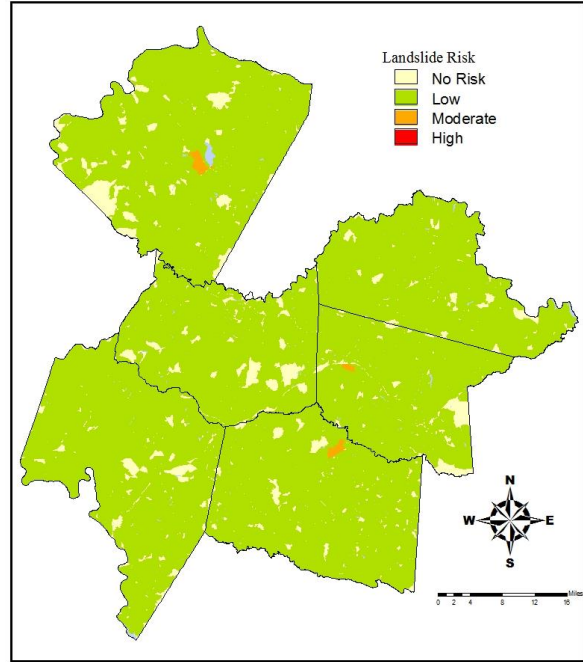 Landslide Risk
No Risk
Low
Moderate
High
N
W E
S
Miles
0 2 4 8 12 16